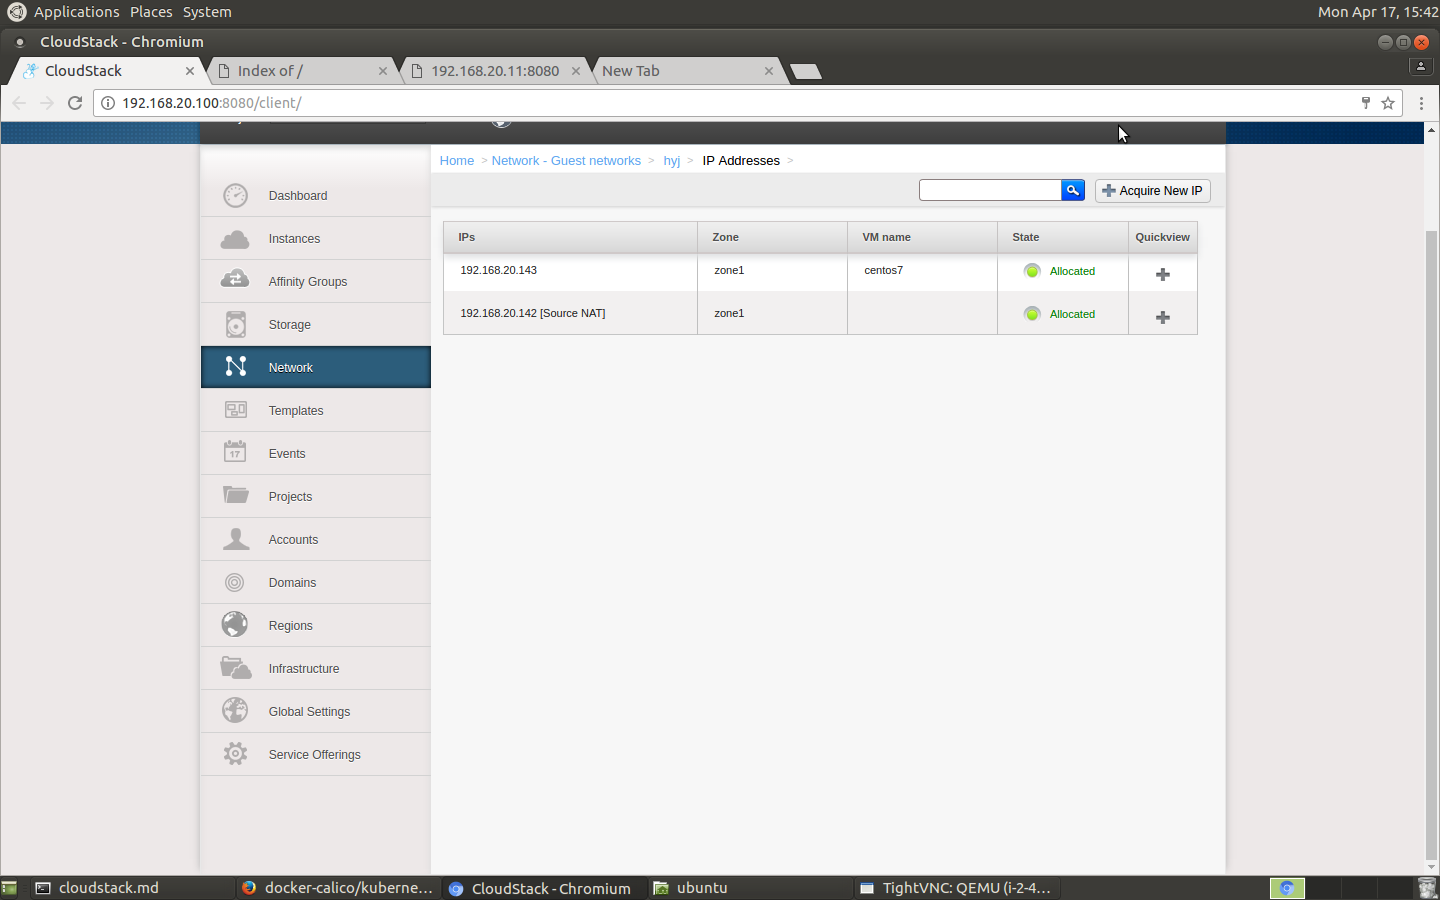 Applications Places System
Mon Apr 17, 15:42
CloudStack - Chromium
CloudStack
Index of /
192.168.20.11:8080
New Tab
192.168.20.100:8080/client/
Home > Network - Guest networks > hyj > IP Addresses >
Acquire New IP
IPs Zone VM name State Quickview
192.168.20.143 zone1 centos7 Allocated
192.168.20.142 [Source NAT] zone1 Allocated
Dashboard
Instances
Affinity Groups
Storage
Network
Templates
17
Events
Projects
Accounts
Domains
Regions
Infrastructure
Global Settings
Service Offerings
cloudstack.md
docker-calico/kuberne...
CloudStack - Chromium
ubuntu
TightVNC: QEMU (i-2-4...